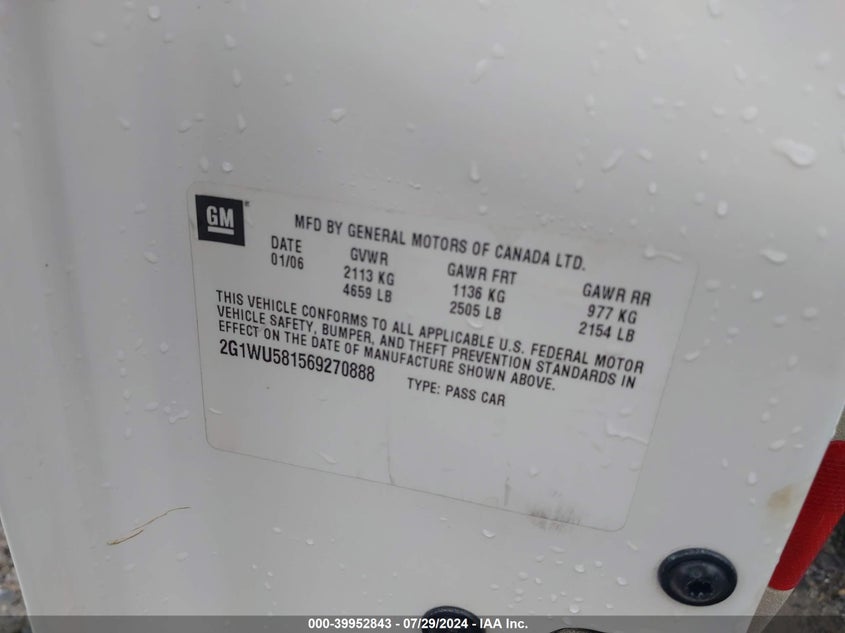 GM
MFD BY GENERAL MOTORS OF CANADA LTD.
DATE GVWR GAWR FRT GAWR RR
01/06 2113 KG 1136 KG 977 KG
4659 LB 2505 LB 2154 LB
THIS VEHICLE CONFORMS TO ALL APPLICABLE U.S. FEDERAL MOTOR
VEHICLE SAFETY, BUMPER, AND THEFT PREVENTION STANDARDS IN
EFFECT ON THE DATE OF MANUFACTURE SHOWN ABOVE.
2G1WU581569270888 TYPE: PASS CAR
000-39952843 / 07/29/2024 - IAA Inc.